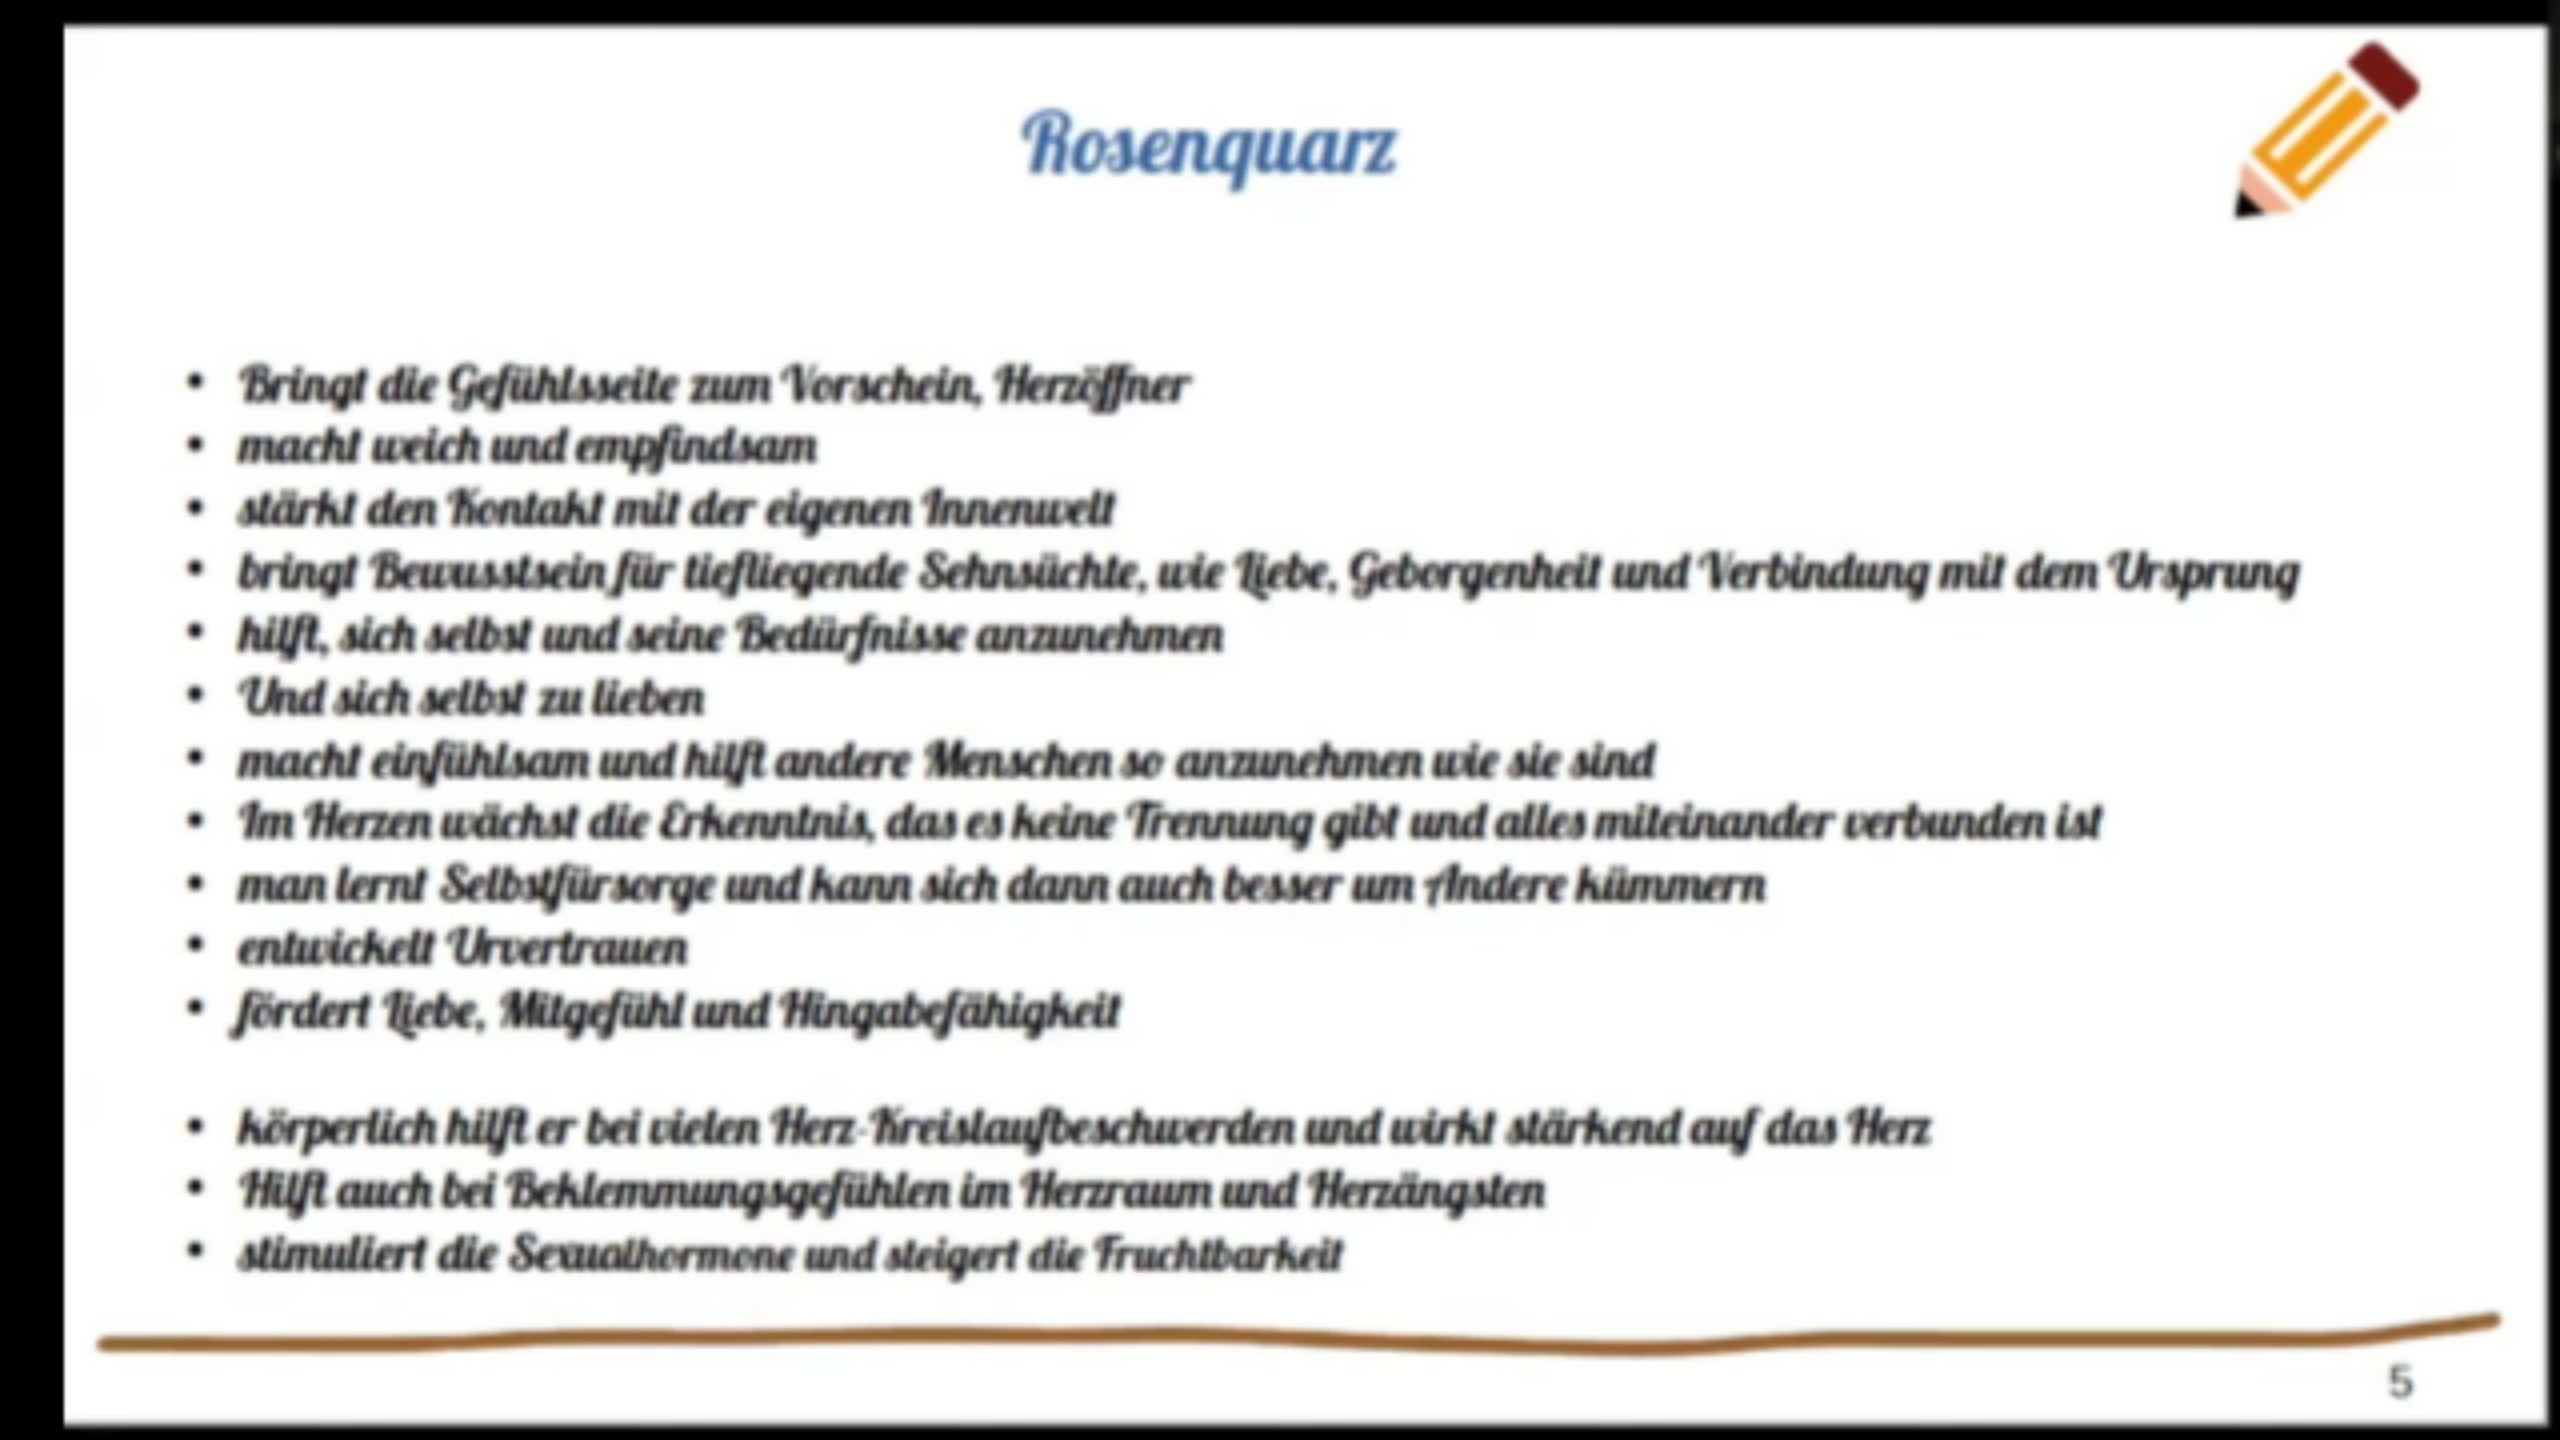 Rosenquarz
• Bringt die Gefühlsseite zum Vorschein, Herzöffner
• macht weich und empfindsam
• stärkt den Kontakt mit der eigenen Innenwelt
• bringt Bewusstsein für tiefliegende Sehnsüchte, wie Liebe, Geborgenheit und Verbindung mit dem Ursprung
• hilft, sich selbst und seine Bedürfnisse anzunehmen
• Und sich selbst zu lieben
• macht einfühlsam und hilft andere Menschen so anzunehmen wie sie sind
• Im Herzen wächst die Erkenntnis, das es keine Trennung gibt und alles miteinander verbunden ist
• man lernt Selbstfürsorge und kann sich dann auch besser um Andere kümmern
• entwickelt Urvertrauen
• fördert Liebe, Mitgefühl und Hingabefähigkeit
• körperlich hilft er bei vielen Herz-Kreislaufbeschwerden und wirkt stärkend auf das Herz
• Hilft auch bei Beklemmungsgefühlen im Herzraum und Herzängsten
• stimuliert die Sexualhormone und steigert die Fruchtbarkeit
5